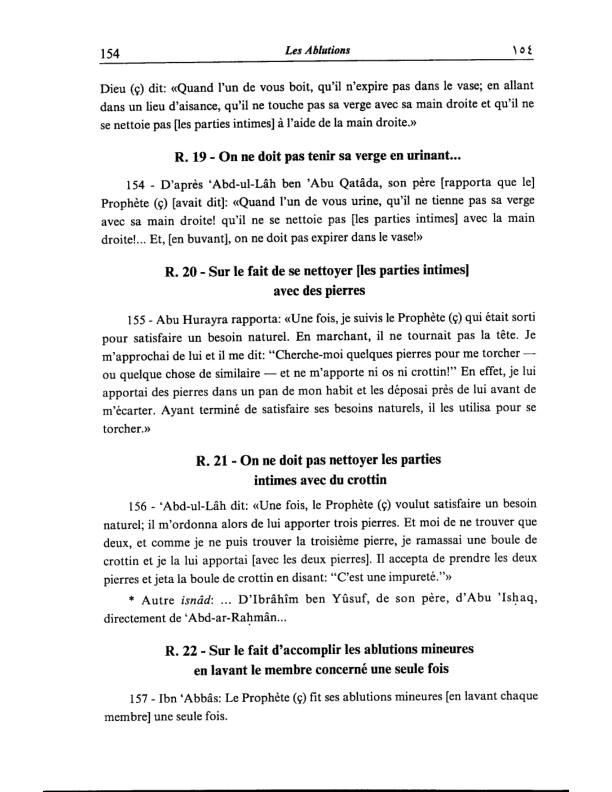 154 Les Ablutions ١٥٤
Dieu (ç) dit: «Quand l'un de vous boit, qu'il n'expire pas dans le vase; en allant
dans un lieu d'aisance, qu'il ne touche pas sa verge avec sa main droite et qu'il ne
se nettoie pas [les parties intimes] à l'aide de la main droite.»
R. 19 - On ne doit pas tenir sa verge en urinant...
154 - D'après ‘Abd-ul-Lâh ben 'Abu Qatâda, son père [rapporta que le]
Prophète (ç) [avait dit]: «Quand l'un de vous urine, qu'il ne tienne pas sa verge
avec sa main droite! qu'il ne se nettoie pas [les parties intimes] avec la main
droite!... Et, [en buvant], on ne doit pas expirer dans le vase!»
R. 20 - Sur le fait de se nettoyer [les parties intimes]
avec des pierres
155 - Abu Hurayra rapporta: «Une fois, je suivis le Prophète (ç) qui était sorti
pour satisfaire un besoin naturel. En marchant, il ne tournait pas la tête. Je
m'approchai de lui et il me dit: “Cherche-moi quelques pierres pour me torcher —
ou quelque chose de similaire — et ne m'apporte ni os ni crottin!” En effet, je lui
apportai des pierres dans un pan de mon habit et les déposai près de lui avant de
m'écarter. Ayant terminé de satisfaire ses besoins naturels, il les utilisa pour se
torcher.»
R. 21 - On ne doit pas nettoyer les parties
intimes avec du crottin
156 - ‘Abd-ul-Lâh dit: «Une fois, le Prophète (ç) voulut satisfaire un besoin
naturel; il m'ordonna alors de lui apporter trois pierres. Et moi de ne trouver que
deux, et comme je ne puis trouver la troisième pierre, je ramassai une boule de
crottin et je la lui apportai [avec les deux pierres]. Il accepta de prendre les deux
pierres et jeta la boule de crottin en disant: “C'est une impureté.”»
* Autre isnâd: ... D'Ibrâhîm ben Yûsuf, de son père, d'Abu 'Isḥaq,
directement de ‘Abd-ar-Raḥmân...
R. 22 - Sur le fait d'accomplir les ablutions mineures
en lavant le membre concerné une seule fois
157 - Ibn ‘Abbâs: Le Prophète (ç) fit ses ablutions mineures [en lavant chaque
membre] une seule fois.